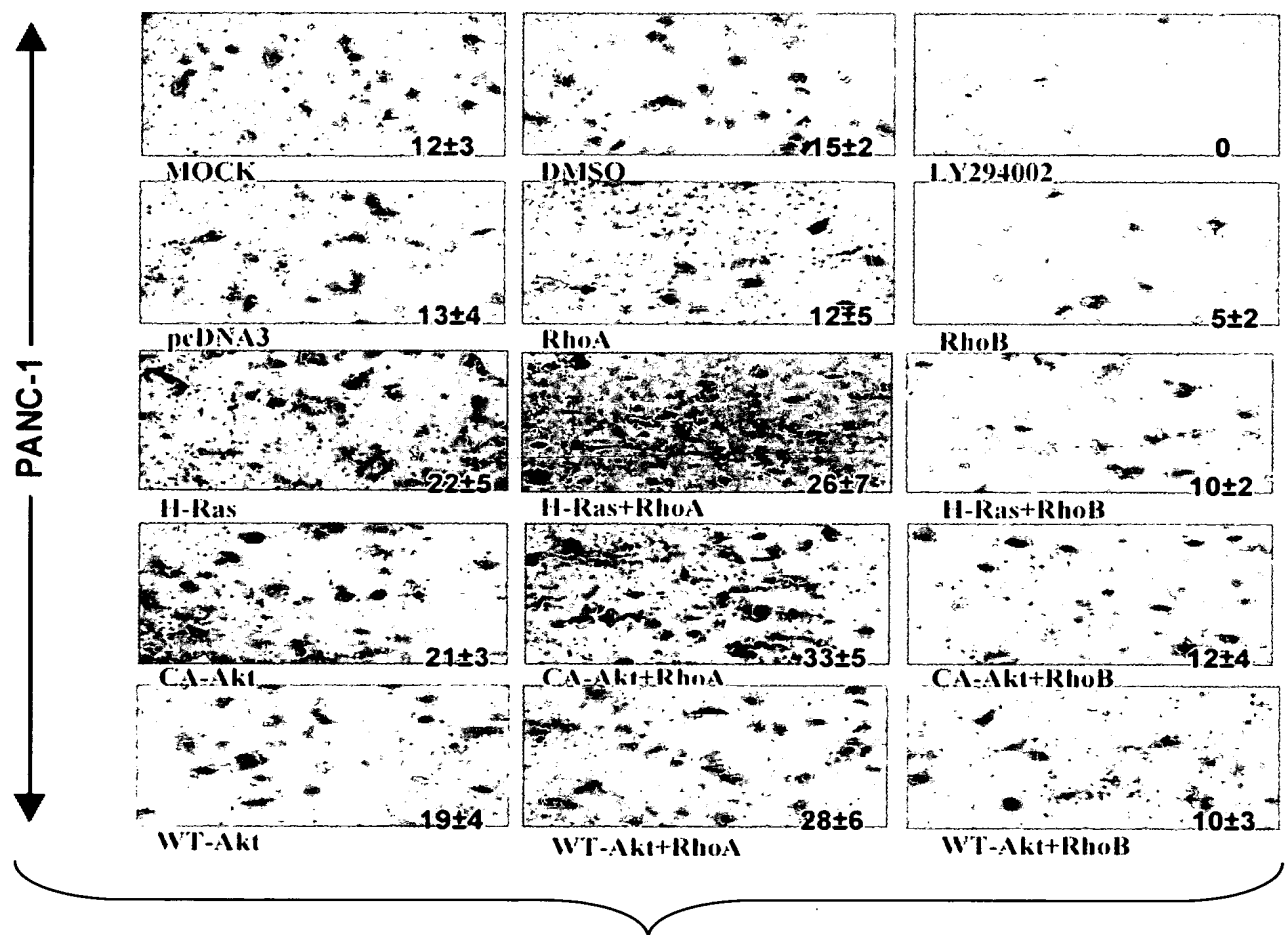 PANC-1
12±3
15±2
0
MOCK
DMSO
LY294002
13±4
12±5
5±2
pcDNA3
RhoA
RhoB
22±5
26±7
10±2
H-Ras
H-Ras+RhoA
H-Ras+RhoB
21±3
33±5
12±4
CA-Akt
CA-Akt+RhoA
CA-Akt+RhoB
19±4
28±6
10±3
WT-Akt
WT-Akt+RhoA
WT-Akt+RhoB